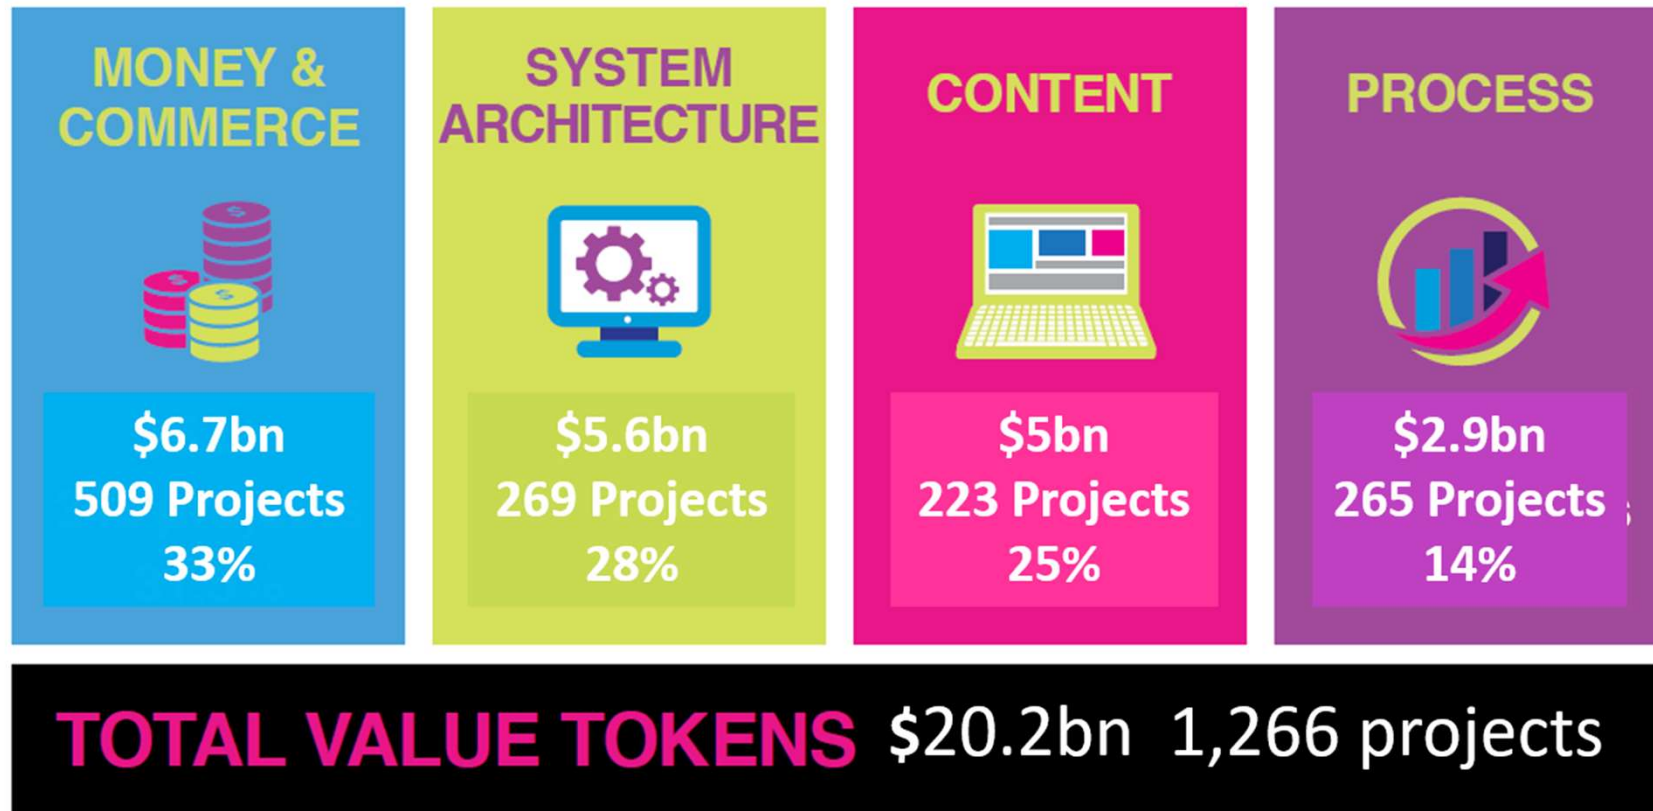 MONEY &
COMMERCE
$6.7bn
509 Projects
33%
SYSTEM
ARCHITECTURE
$5.6bn
269 Projects
28%
CONTENT
$5bn
223 Projects
25%
PROCESS
$2.9bn
265 Projects
14%
TOTAL VALUE TOKENS $20.2bn 1,266 projects